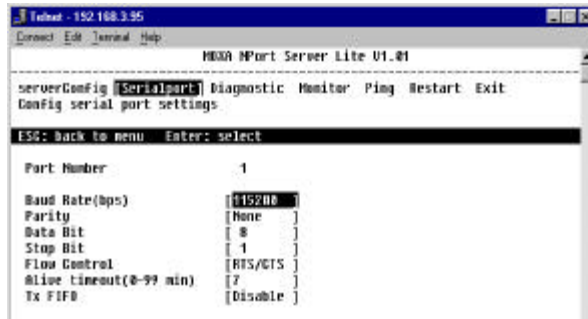 Telnet - 192.168.3.95
Connect Edit Terminal Help
MOXA NPort Server Lite V1.01
serverConfig [Serialport] Diagnostic Monitor Ping Restart Exit
Config serial port settings
ESC: back to menu Enter: select
Port Number 1
Baud Rate(bps) [115200 ]
Parity [None ]
Data Bit [ 8 ]
Stop Bit [ 1 ]
Flow Control [RTS/CTS ]
Alive timeout(0-99 min) [7 ]
Tx FIFO [Disable ]